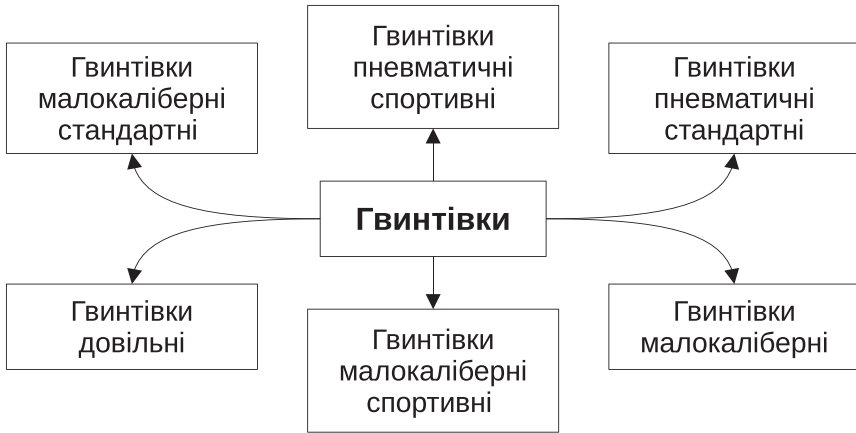 Гвинтівки
малокаліберні
стандартні
Гвинтівки
пневматичні
спортивні
Гвинтівки
пневматичні
стандартні
Гвинтівки
Гвинтівки
довільні
Гвинтівки
малокаліберні
спортивні
Гвинтівки
малокаліберні